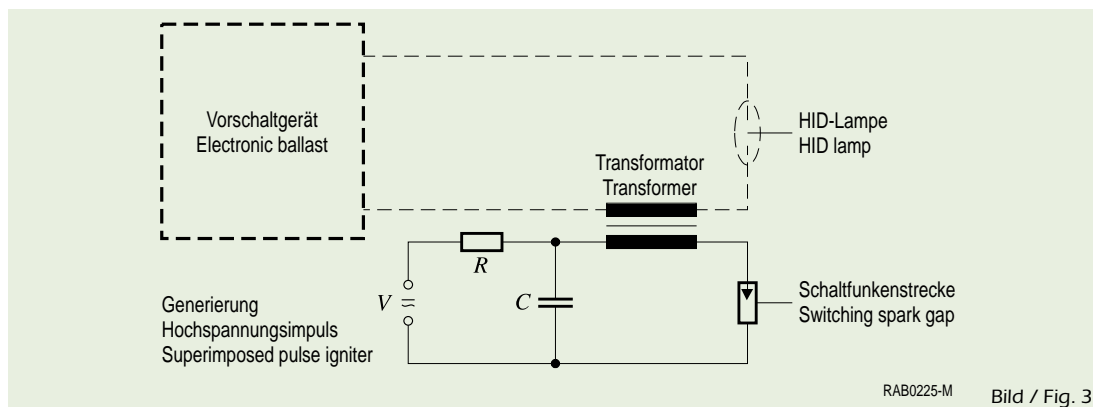 Vorschaltgerät
Electronic ballast
HID-Lampe
HID lamp
Transformator
Transformer
R
V
C
Schaltfunkenstrecke
Switching spark gap
Generierung
Hochspannungsimpuls
Superimposed pulse igniter
RAB0225-M
Bild / Fig. 3